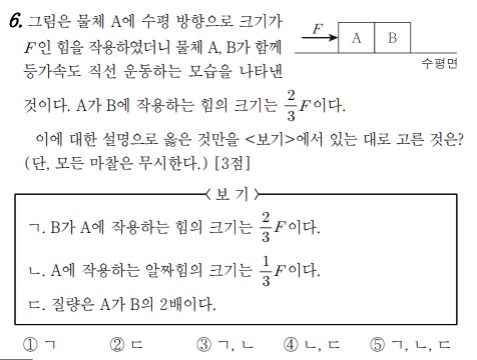 6. 그림은 물체 A에 수평 방향으로 크기가
F인 힘을 작용하였더니 물체 A, B가 함께
등가속도 직선 운동하는 모습을 나타낸
F A B
수평면
것이다. A가 B에 작용하는 힘의 크기는 2/3 F이다.
이에 대한 설명으로 옳은 것만을 <보기>에서 있는 대로 고른 것은?
(단, 모든 마찰은 무시한다.) [3점]
<보 기>
ㄱ. B가 A에 작용하는 힘의 크기는 2/3 F이다.
ㄴ. A에 작용하는 알짜힘의 크기는 1/3 F이다.
ㄷ. 질량은 A가 B의 2배이다.
① ㄱ ② ㄷ ③ ㄱ, ㄴ ④ ㄴ, ㄷ ⑤ ㄱ, ㄴ, ㄷ